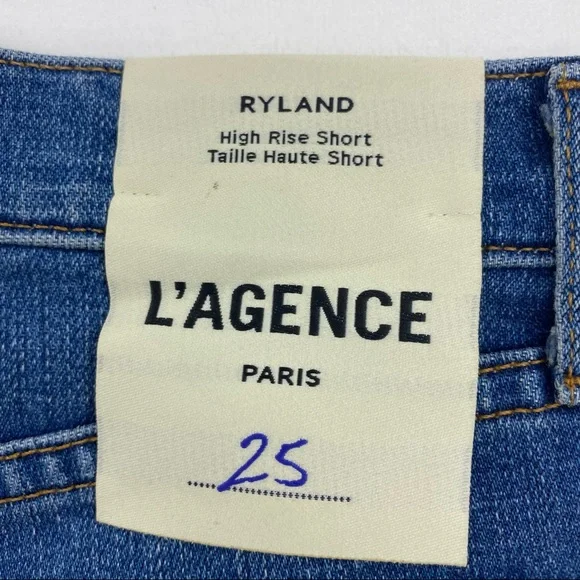 RYLAND
High Rise Short
Taille Haute Short
L'AGENCE
PARIS
25